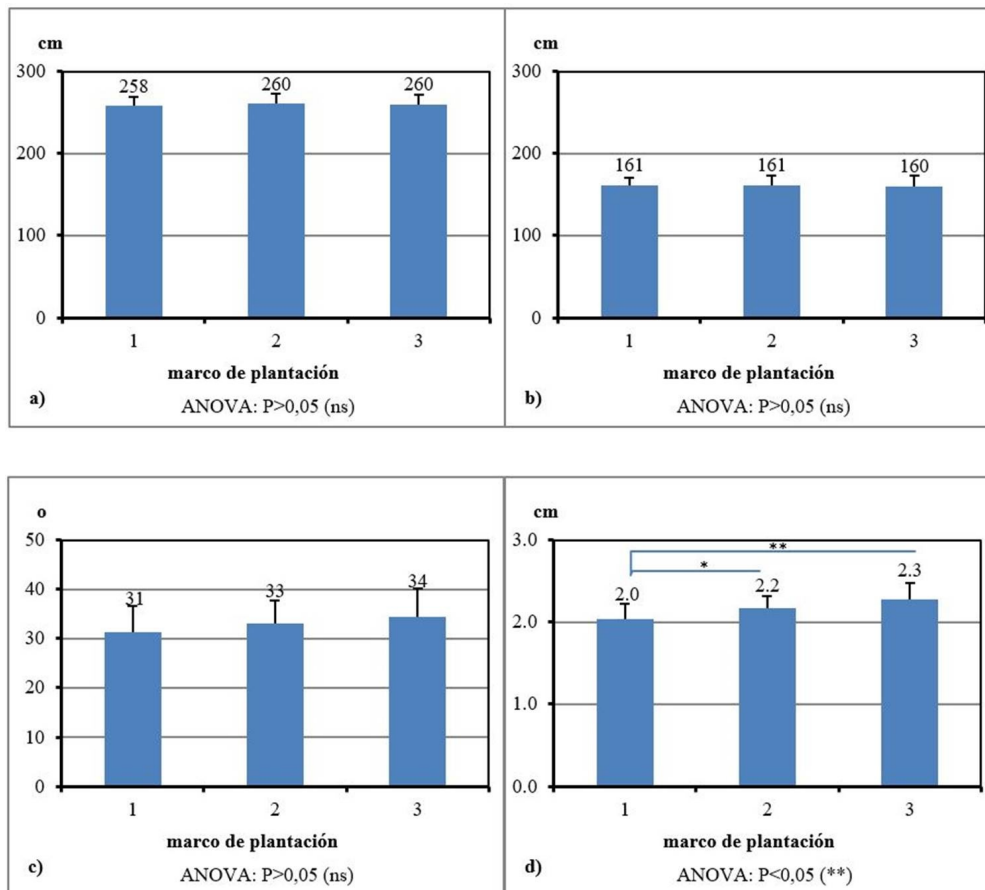 cm
300
200
100
0
258
260
260
1
2
3
marco de plantación
a)
ANOVA: P>0,05 (ns)
cm
300
200
100
0
161
161
160
1
2
3
marco de plantación
b)
ANOVA: P>0,05 (ns)
o
50
40
30
20
10
0
31
33
34
1
2
3
marco de plantación
c)
ANOVA: P>0,05 (ns)
cm
3.0
2.0
1.0
0.0
**
*
2.0
2.2
2.3
1
2
3
marco de plantación
d)
ANOVA: P<0,05 (**)